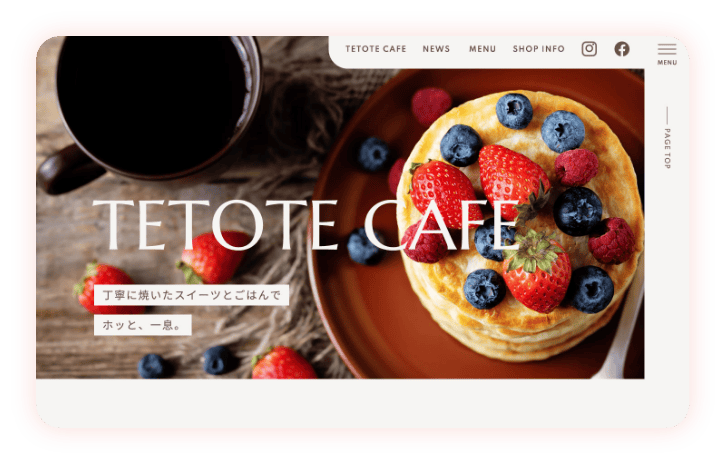 TETOTE CAFE NEWS MENU SHOP INFO
MENU
PAGE TOP
TETOTE CAFE
丁寧に焼いたスイーツとごはんで
ホッと、一息。